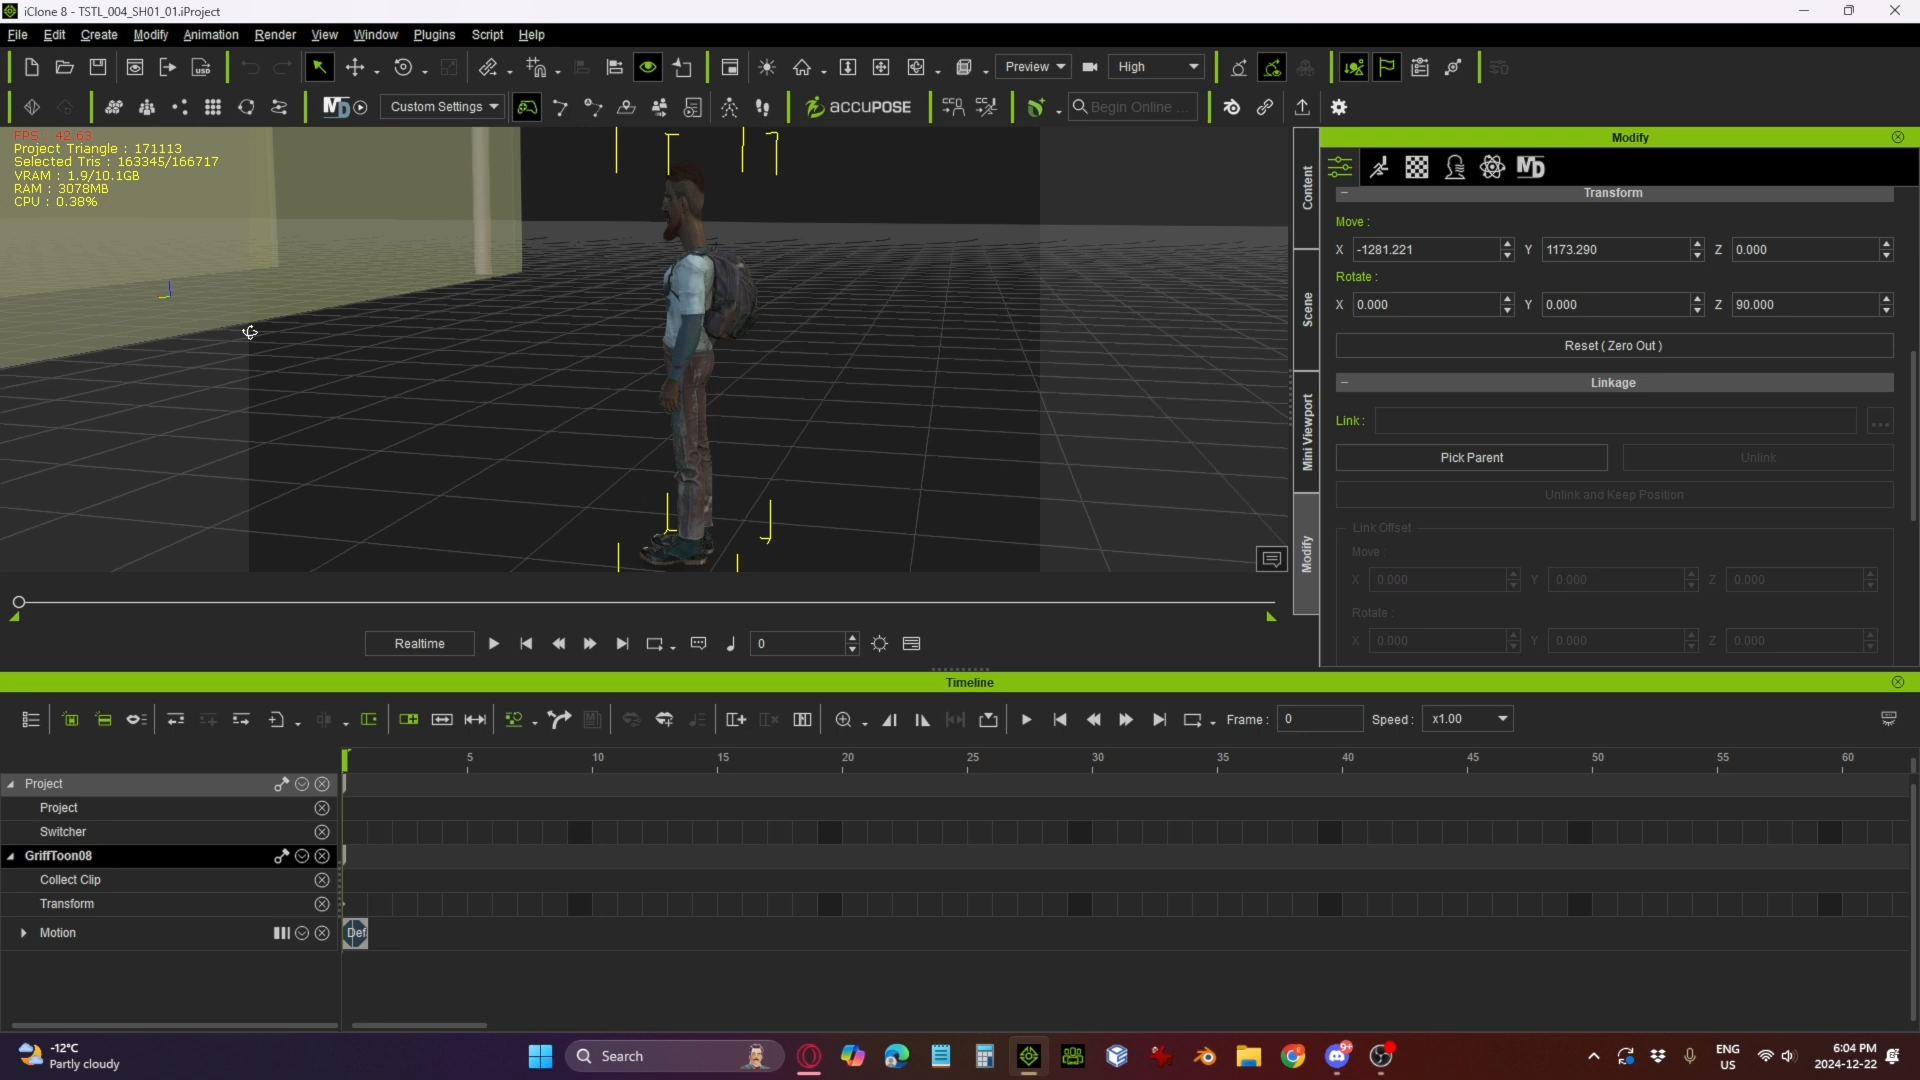 iClone 8 - TSTL_004_SH01_01.iProject
File Edit Create Modify Animation Render View Window Plugins Script Help
USD Preview High
MD Custom Settings ACCUPOSE Begin Online ...
FPS : 42.63
Project Triangle : 171113
Selected Tris : 163345/166717
VRAM : 1.9/10.1GB
RAM : 3078MB
CPU : 0.38%
Content
Scene
Mini Viewport
Modify
Modify
MD
Transform
Move :
X -1281.221 Y 1173.290 Z 0.000
Rotate :
X 0.000 Y 0.000 Z 90.000
Reset ( Zero Out )
Linkage
Link :
...
Pick Parent Unlink
Unlink and Keep Position
Link Offset
Move :
X 0.000 Y 0.000 Z 0.000
Rotate :
X 0.000 Y 0.000 Z 0.000
Realtime 0
Timeline
Frame : 0 Speed : x1.00
5 10 15 20 25 30 35 40 45 50 55 60
Project
Project
Switcher
GriffToon08
Collect Clip
Transform
Motion Def
-12°C
Partly cloudy
Search
9+
ENG
US
6:04 PM
2024-12-22